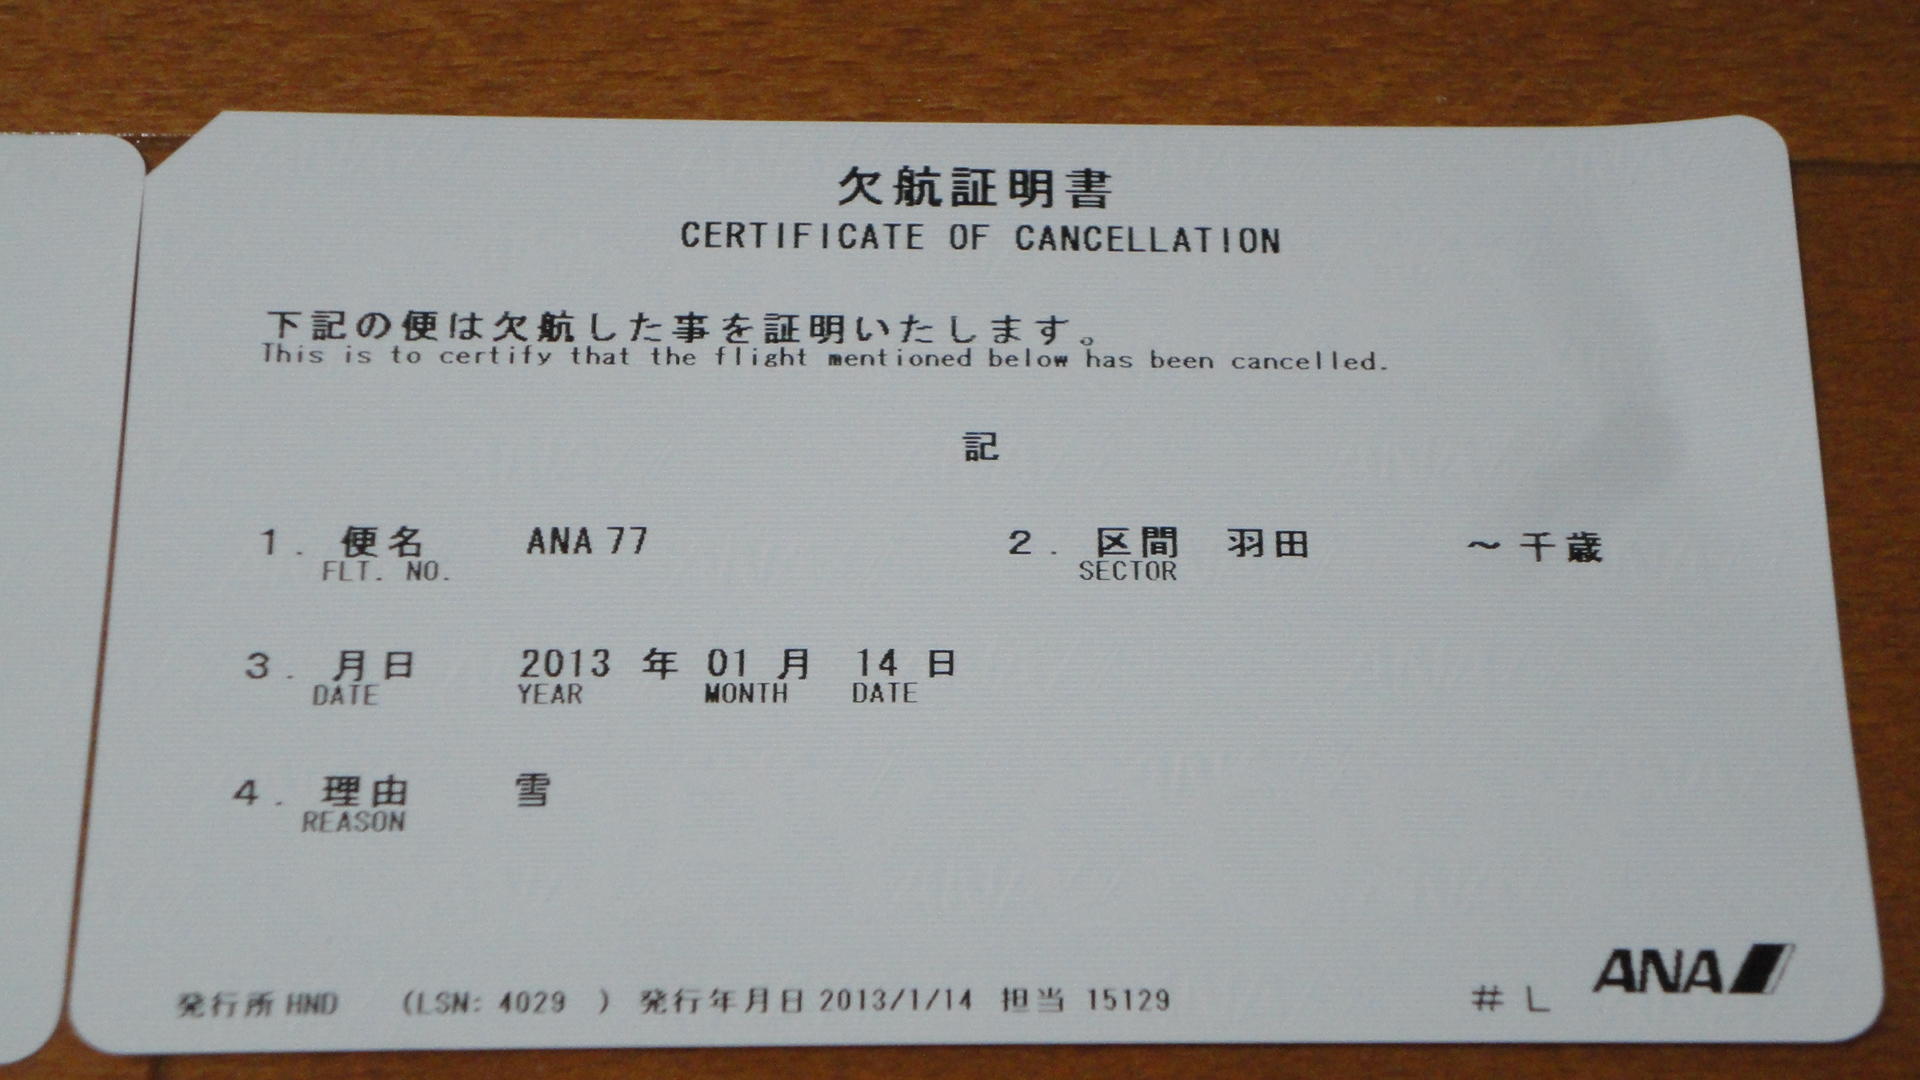 欠航証明書
CERTIFICATE OF CANCELLATION
下記の便は欠航した事を証明いたします。
This is to certify that the flight mentioned below has been cancelled.
記
1. 便名 ANA 77 2. 区間 羽田 ～千歳
FLT. NO. SECTOR
3. 月日 2013 年 01 月 14 日
DATE YEAR MONTH DATE
4. 理由 雪
REASON
発行所 HND (LSN: 4029 ) 発行年月日 2013/1/14 担当 15129 # L ANA